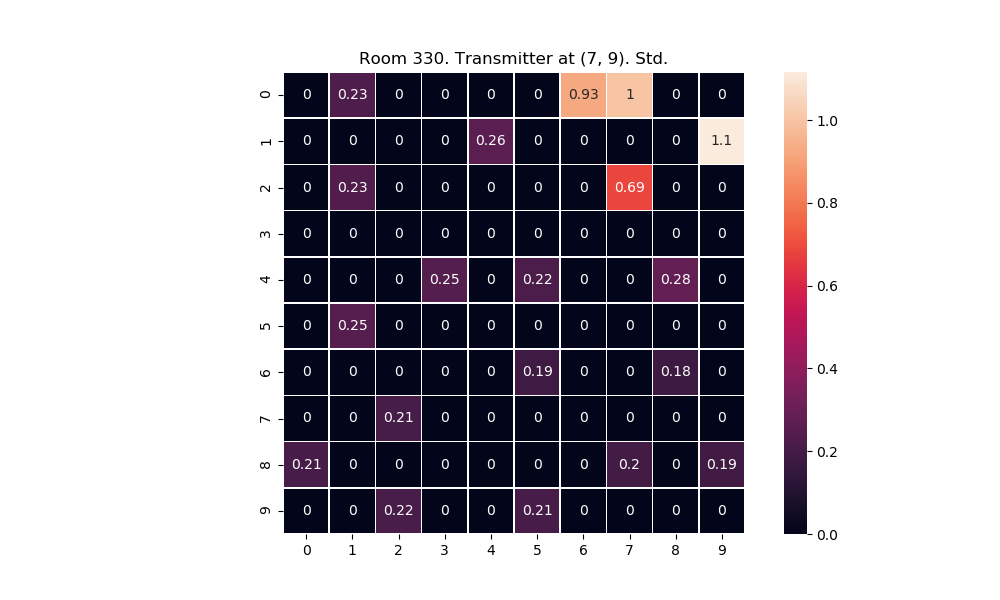 Room 330. Transmitter at (7, 9). Std.
0 0 0.23 0 0 0 0 0.93 1 0 0
1 0 0 0 0 0.26 0 0 0 0 1.1
2 0 0.23 0 0 0 0 0 0.69 0 0
3 0 0 0 0 0 0 0 0 0 0
4 0 0 0 0.25 0 0.22 0 0 0.28 0
5 0 0.25 0 0 0 0 0 0 0 0
6 0 0 0 0 0 0.19 0 0 0.18 0
7 0 0 0.21 0 0 0 0 0 0 0
8 0.21 0 0 0 0 0 0 0.2 0 0.19
9 0 0 0.22 0 0 0.21 0 0 0 0
0 1 2 3 4 5 6 7 8 9
1.0
0.8
0.6
0.4
0.2
0.0